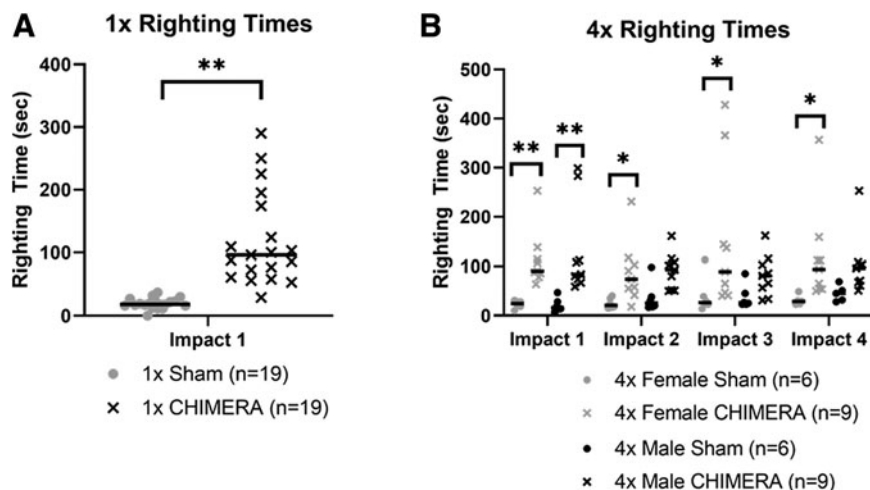 A
1x Righting Times
Righting Time (sec)
400
300
200
100
0
**
Impact 1
1x Sham (n=19)
1x CHIMERA (n=19)
B
4x Righting Times
Righting Time (sec)
500
400
300
200
100
0
**
**
*
*
*
Impact 1 Impact 2 Impact 3 Impact 4
4x Female Sham (n=6)
4x Female CHIMERA (n=9)
4x Male Sham (n=6)
4x Male CHIMERA (n=9)